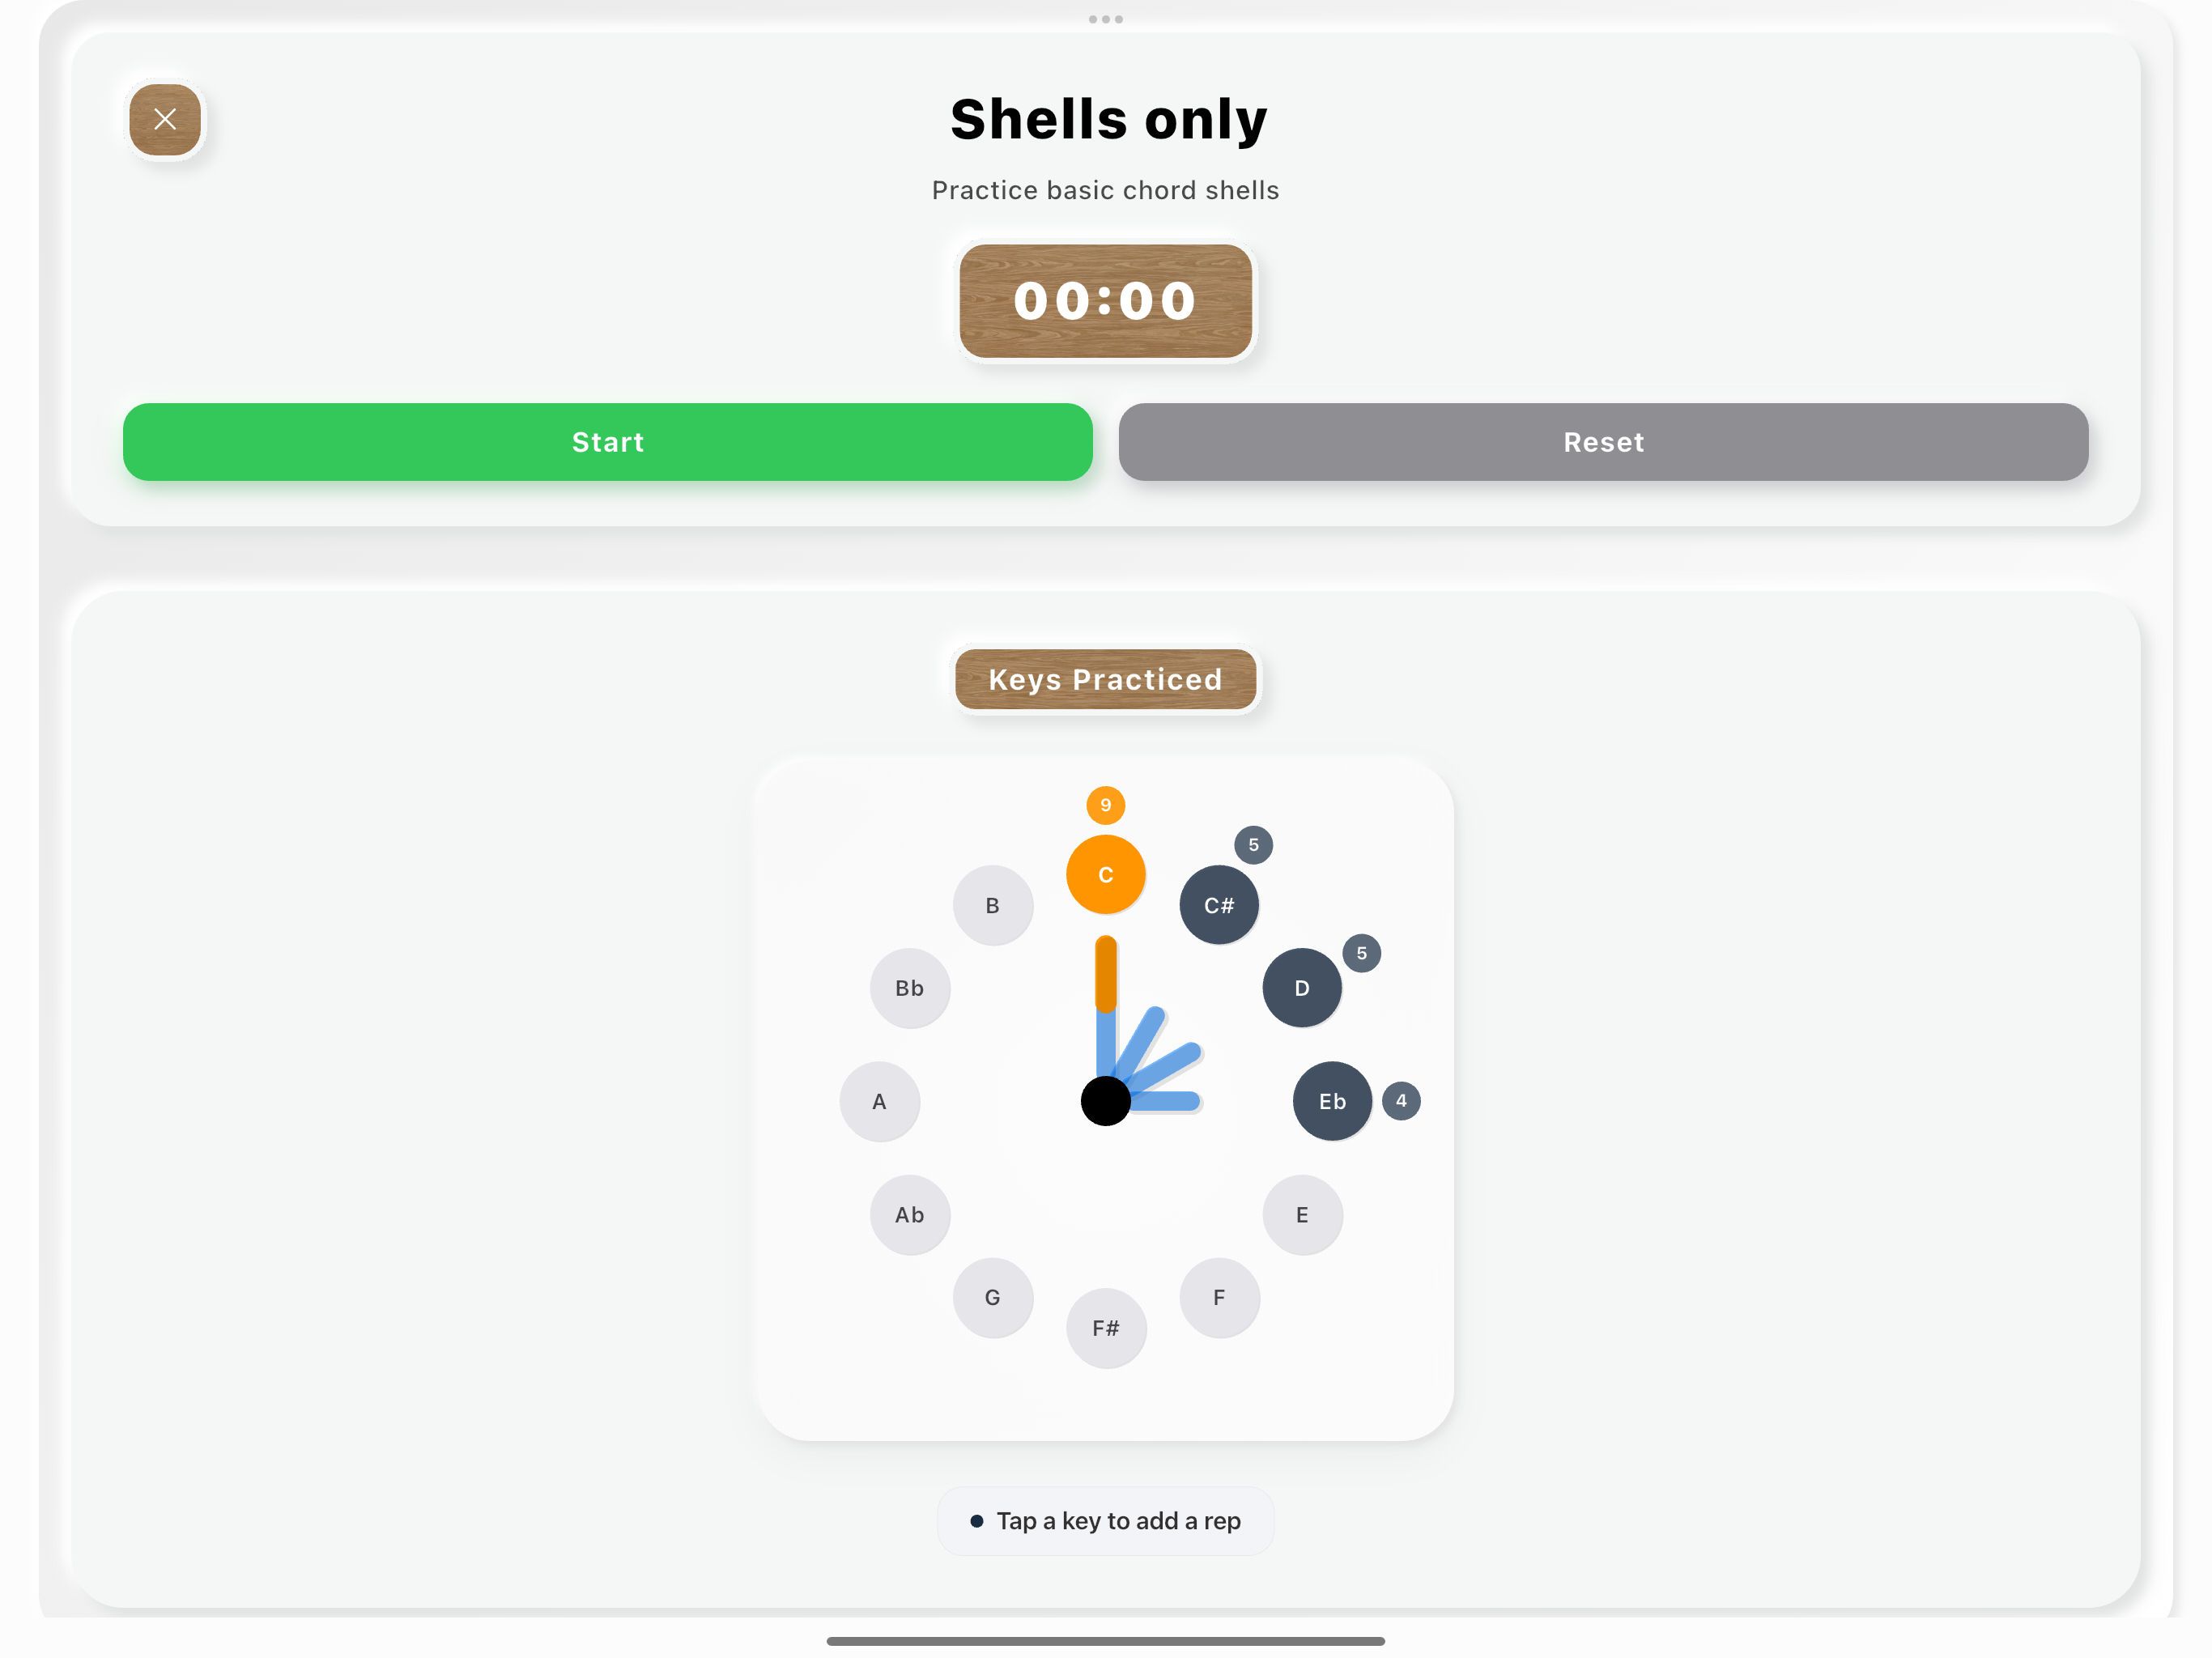 Shells only
Practice basic chord shells
00:00
Start
Reset
Keys Practiced
9
C
5
C#
5
D
Eb
4
E
F
F#
G
Ab
A
Bb
B
Tap a key to add a rep